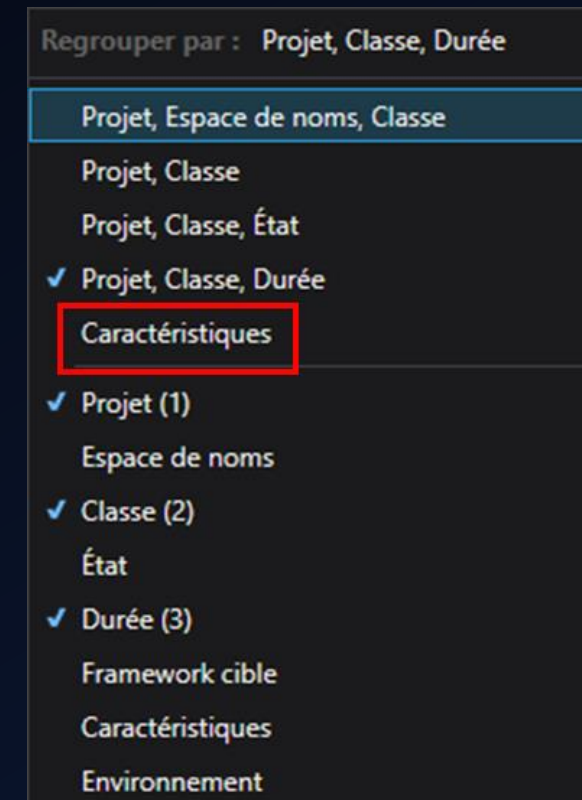 Regrouper par : Projet, Classe, Durée
Projet, Espace de noms, Classe
Projet, Classe
Projet, Classe, État
Projet, Classe, Durée
Caractéristiques
Projet (1)
Espace de noms
Classe (2)
État
Durée (3)
Framework cible
Caractéristiques
Environnement